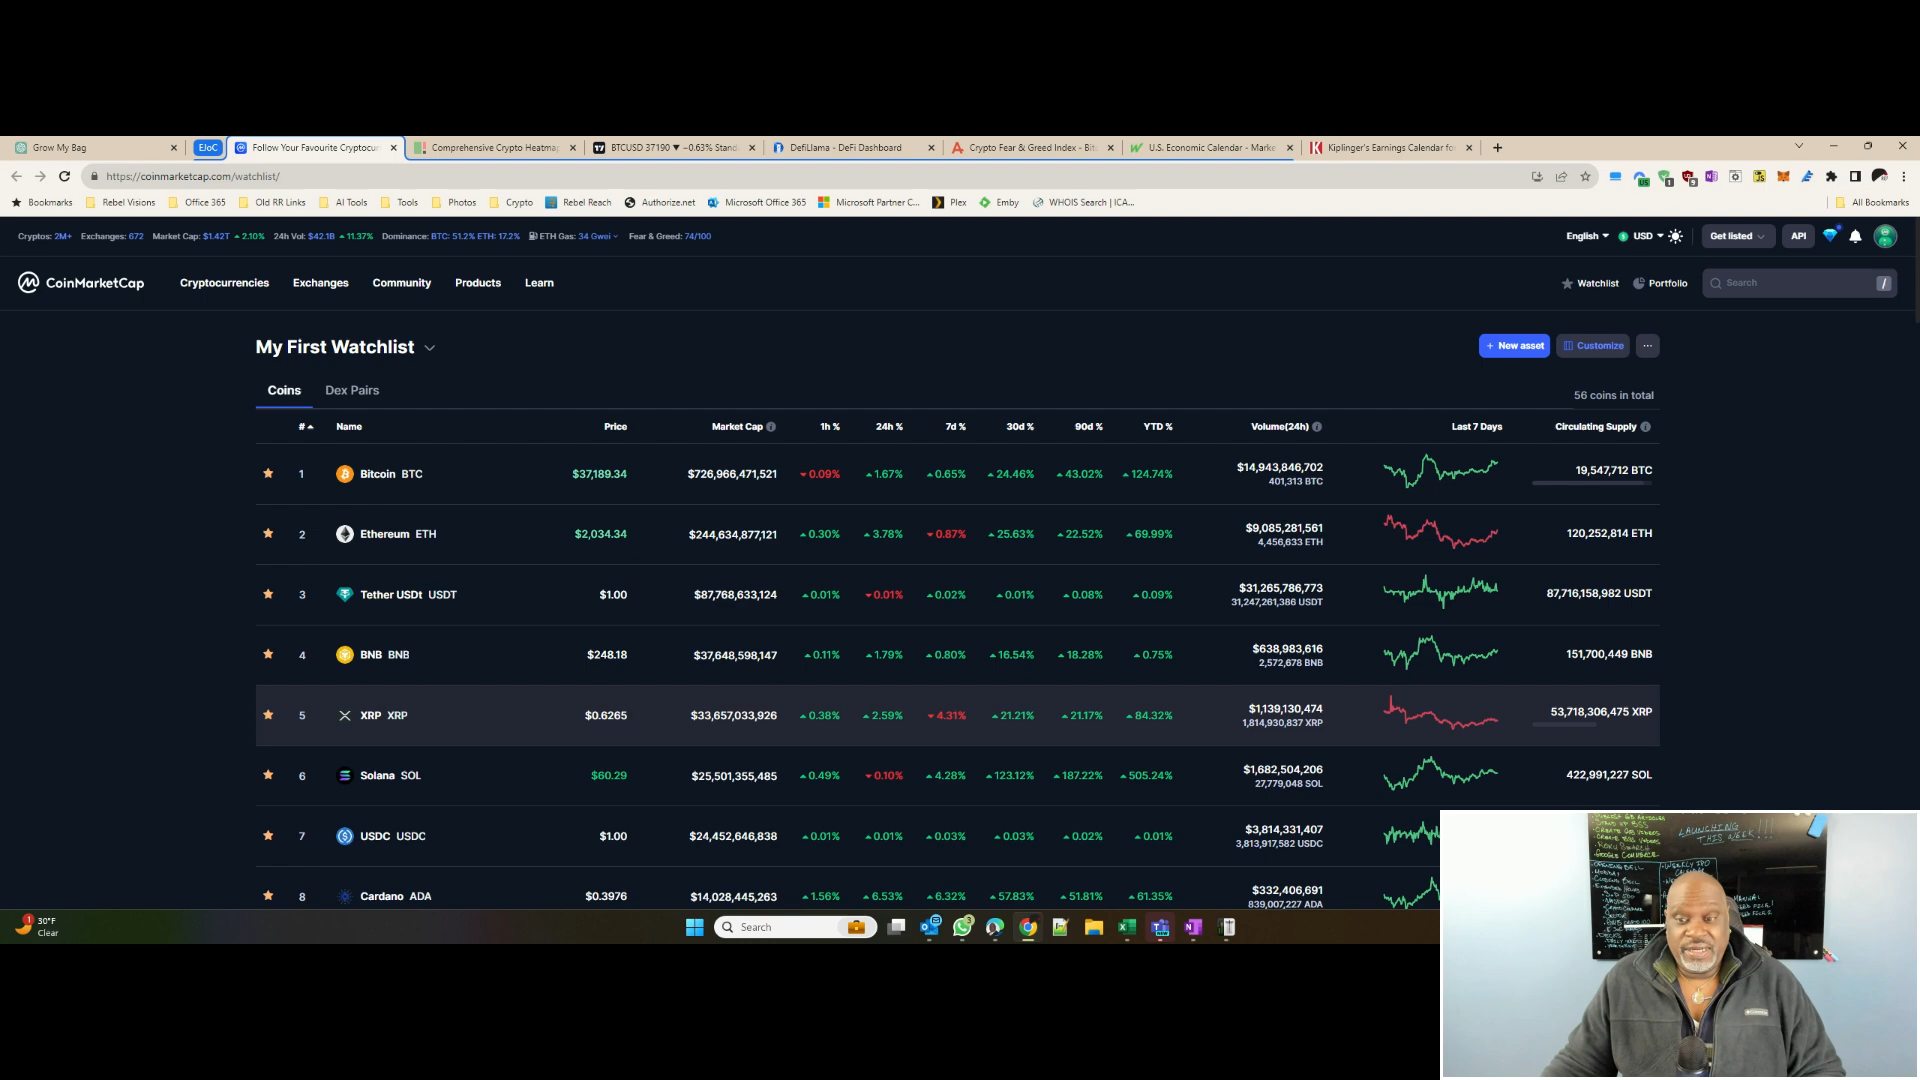 Grow My Bag
EJoC
Follow Your Favourite Cryptocur
Comprehensive Crypto Heatmap
BTCUSD 37190 ▼ −0.63% Stand
DefiLlama - DeFi Dashboard
Crypto Fear & Greed Index - Bit
U.S. Economic Calendar - Marke
Kiplinger's Earnings Calendar fo
https://coinmarketcap.com/watchlist/
Bookmarks Rebel Visions Office 365 Old RR Links AI Tools Tools Photos Crypto Rebel Reach Authorize.net Microsoft Office 365 Microsoft Partner C... Plex Emby WHOIS Search | ICA... All Bookmarks
Cryptos: 2M+ Exchanges: 672 Market Cap: $1.42T 2.10% 24h Vol: $42.1B 11.37% Dominance: BTC: 51.2% ETH: 17.2% ETH Gas: 34 Gwei Fear & Greed: 74/100 English USD Get listed API
CoinMarketCap Cryptocurrencies Exchanges Community Products Learn Watchlist Portfolio Search /
My First Watchlist + New asset Customize ...
Coins Dex Pairs 56 coins in total
# Name Price Market Cap 1h % 24h % 7d % 30d % 90d % YTD % Volume(24h) Last 7 Days Circulating Supply
1 Bitcoin BTC $37,189.34 $726,966,471,521 0.09% 1.67% 0.65% 24.46% 43.02% 124.74% $14,943,846,702 19,547,712 BTC
401,313 BTC
2 Ethereum ETH $2,034.34 $244,634,877,121 0.30% 3.78% 0.87% 25.63% 22.52% 69.99% $9,085,281,561 120,252,814 ETH
4,456,633 ETH
3 Tether USDt USDT $1.00 $87,768,633,124 0.01% 0.01% 0.02% 0.01% 0.08% 0.09% $31,265,786,773 87,716,158,982 USDT
31,247,261,386 USDT
4 BNB BNB $248.18 $37,648,598,147 0.11% 1.79% 0.80% 16.54% 18.28% 0.75% $638,983,616 151,700,449 BNB
2,572,678 BNB
5 XRP XRP $0.6265 $33,657,033,926 0.38% 2.59% 4.31% 21.21% 21.17% 84.32% $1,139,130,474 53,718,306,475 XRP
1,814,930,837 XRP
6 Solana SOL $60.29 $25,501,355,485 0.49% 0.10% 4.28% 123.12% 187.22% 505.24% $1,682,504,206 422,991,227 SOL
27,779,048 SOL
7 USDC USDC $1.00 $24,452,646,838 0.01% 0.01% 0.03% 0.03% 0.02% 0.01% $3,814,331,407
3,813,917,582 USDC
8 Cardano ADA $0.3976 $14,028,445,263 1.56% 6.53% 6.32% 57.83% 51.81% 61.35% $332,406,691
839,007,227 ADA
LAUNCHING
THIS WEEK!!!
30°F
Clear
Search